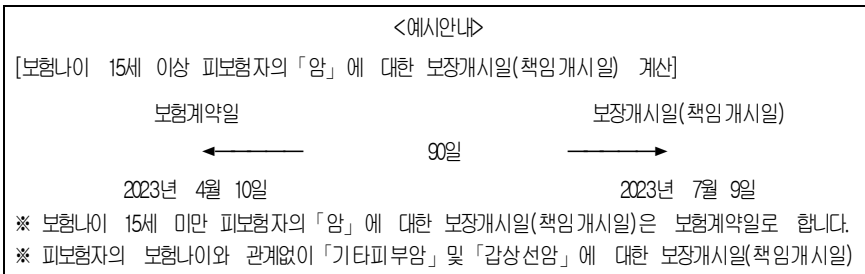 <예시안내>
[보험나이 15세 이상 피보험자의「암」에 대한 보장개시일(책임개시일) 계산]
보험계약일 보장개시일(책임개시일)
90일
2023년 4월 10일 2023년 7월 9일
※ 보험나이 15세 미만 피보험자의「암」에 대한 보장개시일(책임개시일)은 보험계약일로 합니다.
※ 피보험자의 보험나이와 관계없이「기타피부암」및「갑상선암」에 대한 보장개시일(책임개시일)